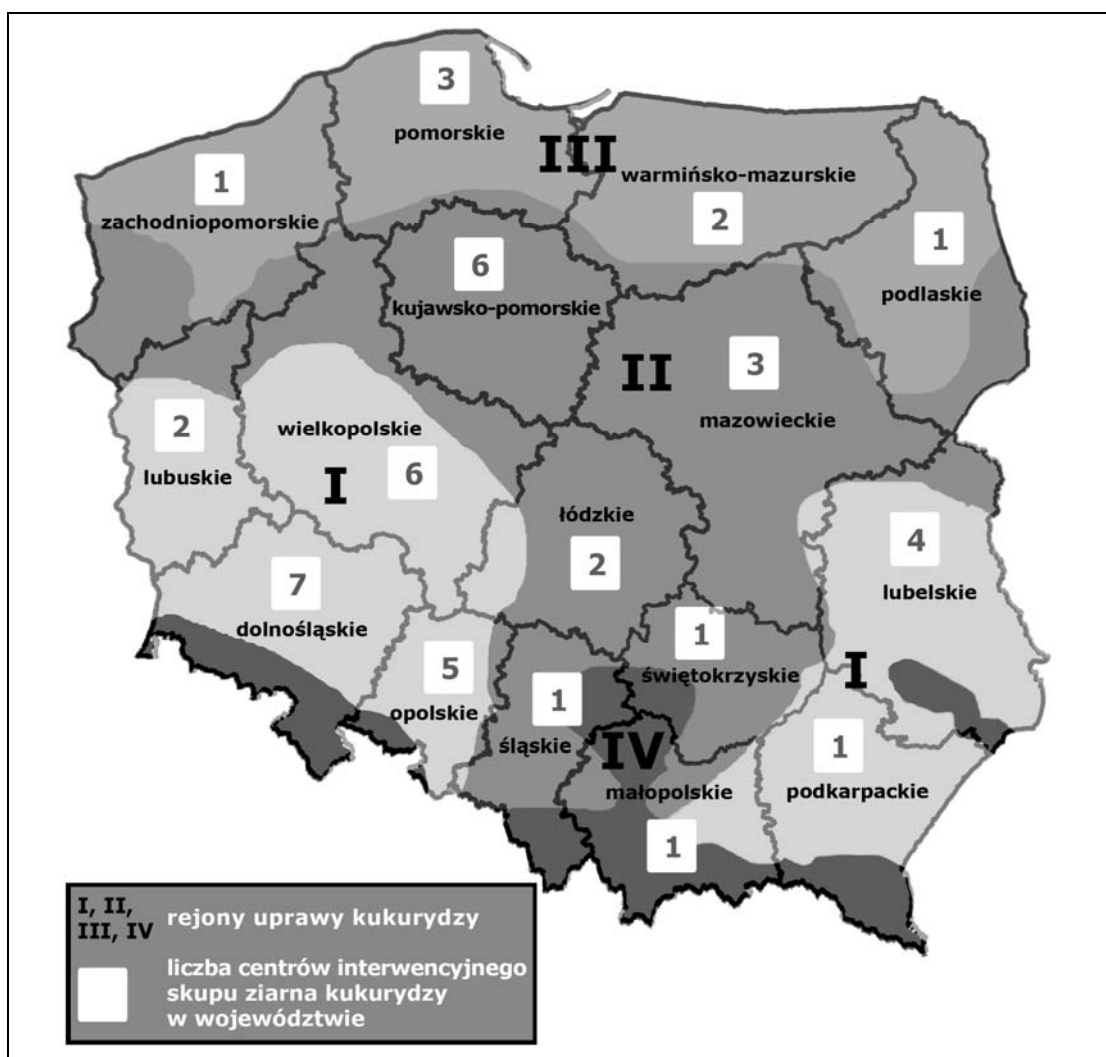 3
pomorskie
III
warmińsko-mazurskie
2
1
zachodniopomorskie
1
podlaskie
6
kujawsko-pomorskie
II
3
mazowieckie
2
lubuskie
wielkopolskie
6
I
łódzkie
2
4
lubelskie
7
dolnośląskie
1
świętokrzyskie
I
5
opolskie
1
śląskie
IV
małopolskie
1
1
podkarpackie
I, II,
III, IV
rejony uprawy kukurydzy
liczba centrów interwencyjnego
skupu ziarna kukurydzy
w województwie